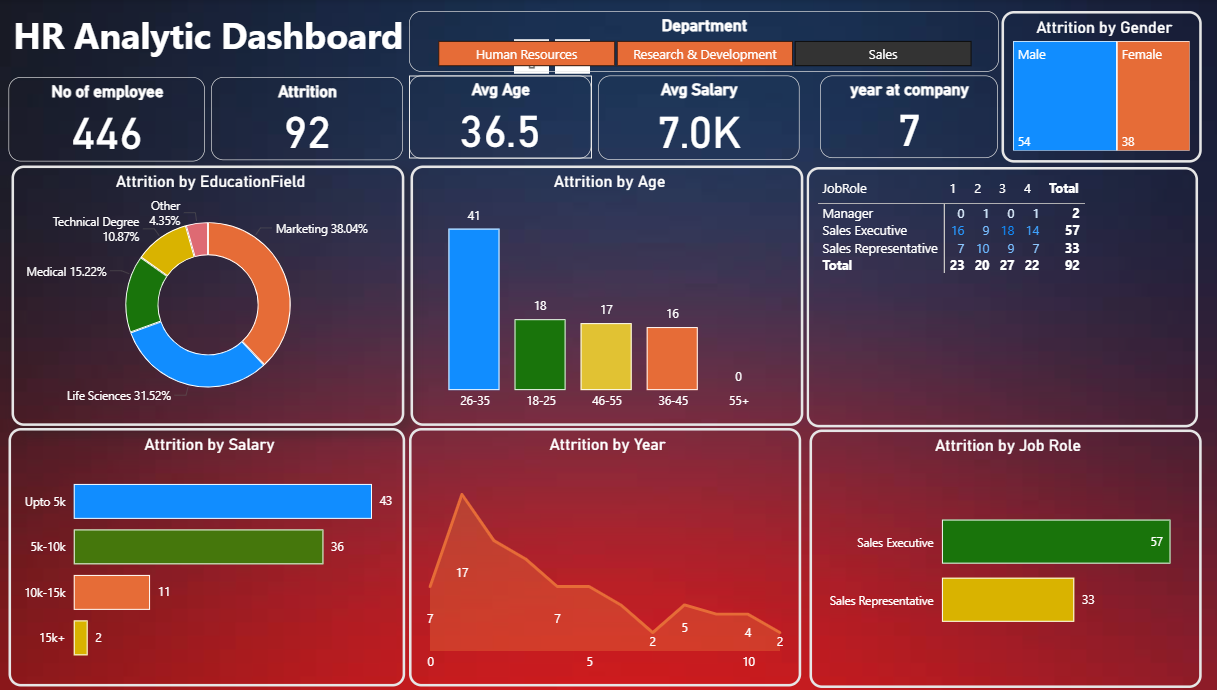 HR Analytic Dashboard
Department
Human Resources
Research & Development
Sales
Attrition by Gender
Male
Female
54
38
No of employee
446
Attrition
92
Avg Age
36.5
Avg Salary
7.0K
year at company
7
Attrition by EducationField
Other
4.35%
Technical Degree
10.87%
Marketing 38.04%
Medical 15.22%
Life Sciences 31.52%
Attrition by Age
41
18
17
16
0
26-35
18-25
46-55
36-45
55+
JobRole 1 2 3 4 Total
Manager 0 1 0 1 2
Sales Executive 16 9 18 14 57
Sales Representative 7 10 9 7 33
Total 23 20 27 22 92
Attrition by Salary
Upto 5k 43
5k-10k 36
10k-15k 11
15k+ 2
Attrition by Year
17
7
7
2
5
4
2
0
5
10
Attrition by Job Role
Sales Executive 57
Sales Representative 33